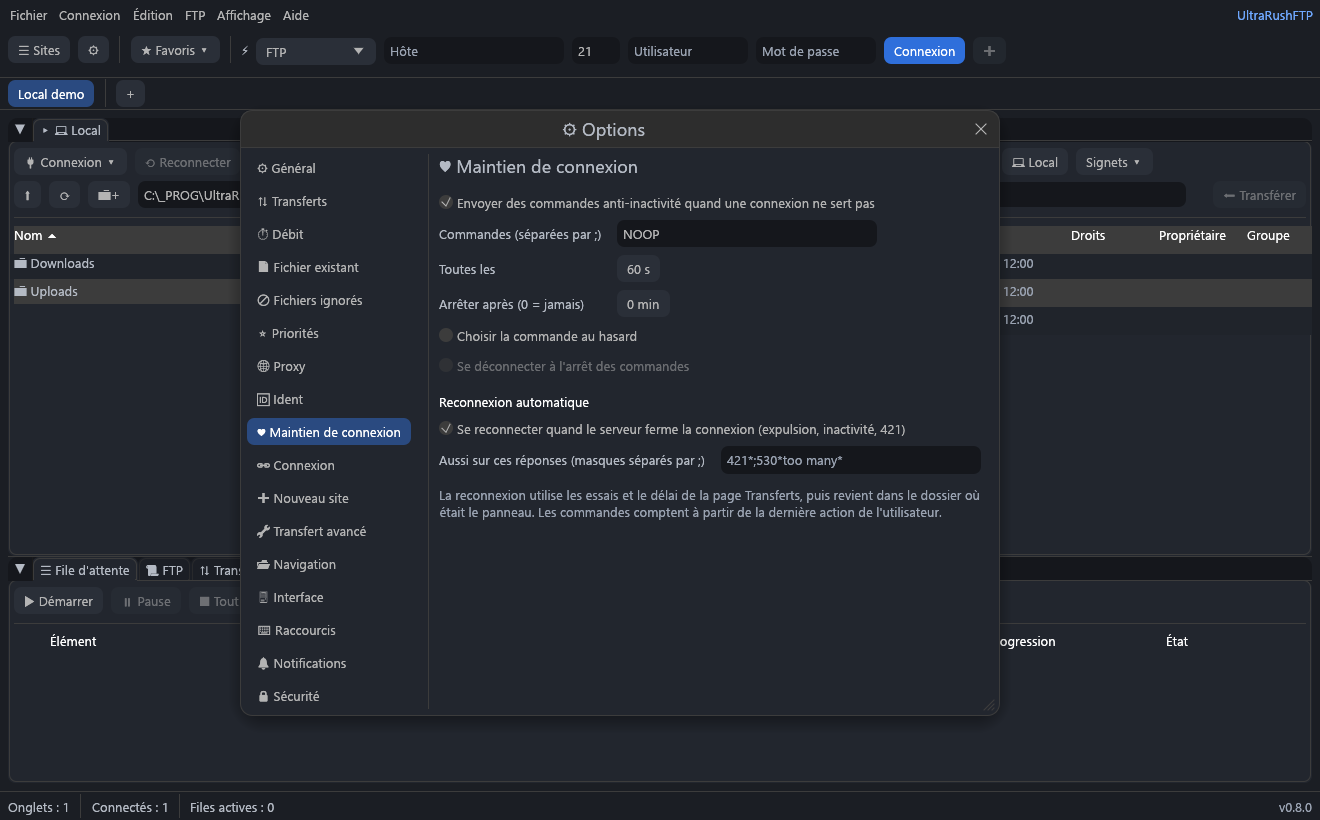 Fichier Connexion Édition FTP Affichage Aide UltraRushFTP
Sites Favoris FTP Hôte 21 Utilisateur Mot de passe Connexion +
Local demo +
Local
Connexion Reconnecter Local Signets
C:\_PROG\UltraR Transférer
Nom Droits Propriétaire Groupe
Downloads 12:00
Uploads 12:00
12:00
Options
Général
Transferts
Débit
Fichier existant
Fichiers ignorés
Priorités
Proxy
Ident
Maintien de connexion
Connexion
Nouveau site
Transfert avancé
Navigation
Interface
Raccourcis
Notifications
Sécurité
Maintien de connexion
Envoyer des commandes anti-inactivité quand une connexion ne sert pas
Commandes (séparées par ;) NOOP
Toutes les 60 s
Arrêter après (0 = jamais) 0 min
Choisir la commande au hasard
Se déconnecter à l'arrêt des commandes
Reconnexion automatique
Se reconnecter quand le serveur ferme la connexion (expulsion, inactivité, 421)
Aussi sur ces réponses (masques séparés par ;) 421*;530*too many*
La reconnexion utilise les essais et le délai de la page Transferts, puis revient dans le dossier où
était le panneau. Les commandes comptent à partir de la dernière action de l'utilisateur.
File d'attente FTP Trans
Démarrer Pause Tout
Élément ogression État
Onglets : 1 Connectés : 1 Files actives : 0 v0.8.0